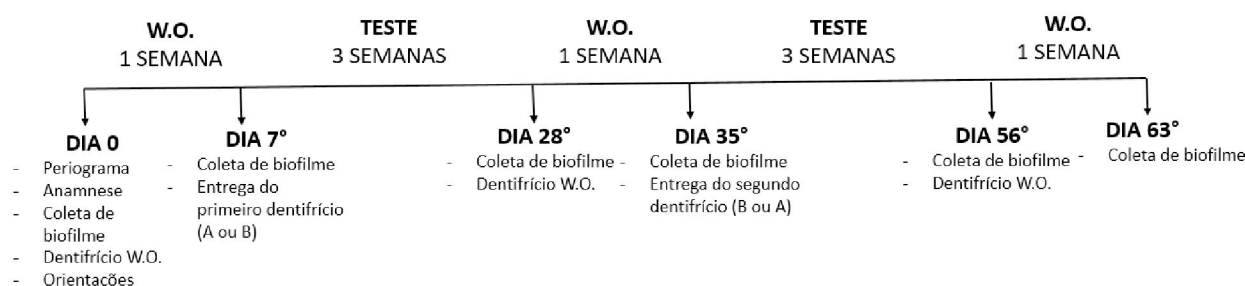 W.O.
1 SEMANA
TESTE
3 SEMANAS
W.O.
1 SEMANA
TESTE
3 SEMANAS
W.O.
1 SEMANA
DIA 0
- Periograma
- Anamnese
- Coleta de
biofilme
- Dentifrício W.O.
- Orientações
DIA 7°
- Coleta de biofilme
- Entrega do
primeiro dentifrício
(A ou B)
DIA 28°
- Coleta de biofilme
- Dentifrício W.O.
DIA 35°
- Coleta de biofilme
- Entrega do segundo
dentifrício (B ou A)
DIA 56°
- Coleta de biofilme
- Dentifrício W.O.
DIA 63°
- Coleta de biofilme